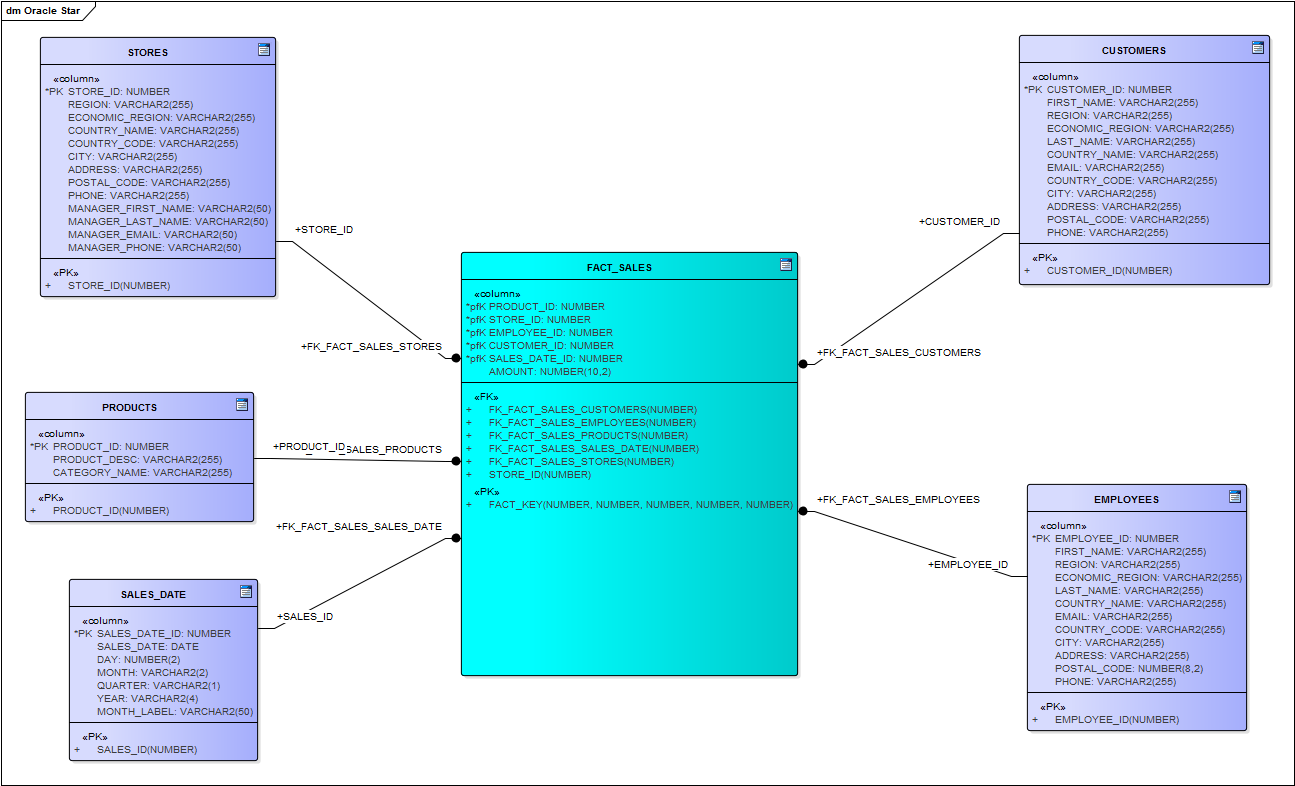 dm Oracle Star
STORES
«column»
*PK STORE_ID: NUMBER
REGION: VARCHAR2(255)
ECONOMIC_REGION: VARCHAR2(255)
COUNTRY_NAME: VARCHAR2(255)
COUNTRY_CODE: VARCHAR2(255)
CITY: VARCHAR2(255)
ADDRESS: VARCHAR2(255)
POSTAL_CODE: VARCHAR2(255)
PHONE: VARCHAR2(255)
MANAGER_FIRST_NAME: VARCHAR2(50)
MANAGER_LAST_NAME: VARCHAR2(50)
MANAGER_EMAIL: VARCHAR2(50)
MANAGER_PHONE: VARCHAR2(50)
«PK»
+ STORE_ID(NUMBER)
CUSTOMERS
«column»
*PK CUSTOMER_ID: NUMBER
FIRST_NAME: VARCHAR2(255)
REGION: VARCHAR2(255)
ECONOMIC_REGION: VARCHAR2(255)
LAST_NAME: VARCHAR2(255)
COUNTRY_NAME: VARCHAR2(255)
EMAIL: VARCHAR2(255)
COUNTRY_CODE: VARCHAR2(255)
CITY: VARCHAR2(255)
ADDRESS: VARCHAR2(255)
POSTAL_CODE: VARCHAR2(255)
PHONE: VARCHAR2(255)
«PK»
+ CUSTOMER_ID(NUMBER)
+STORE_ID
+FK_FACT_SALES_STORES
+CUSTOMER_ID
+FK_FACT_SALES_CUSTOMERS
FACT_SALES
«column»
*pfK PRODUCT_ID: NUMBER
*pfK STORE_ID: NUMBER
*pfK EMPLOYEE_ID: NUMBER
*pfK CUSTOMER_ID: NUMBER
*pfK SALES_DATE_ID: NUMBER
AMOUNT: NUMBER(10,2)
«FK»
+ FK_FACT_SALES_CUSTOMERS(NUMBER)
+ FK_FACT_SALES_EMPLOYEES(NUMBER)
+ FK_FACT_SALES_PRODUCTS(NUMBER)
+ FK_FACT_SALES_SALES_DATE(NUMBER)
+ FK_FACT_SALES_STORES(NUMBER)
+ STORE_ID(NUMBER)
«PK»
+ FACT_KEY(NUMBER, NUMBER, NUMBER, NUMBER, NUMBER)
PRODUCTS
«column»
*PK PRODUCT_ID: NUMBER
PRODUCT_DESC: VARCHAR2(255)
CATEGORY_NAME: VARCHAR2(255)
«PK»
+ PRODUCT_ID(NUMBER)
+PRODUCT_ID
SALES_PRODUCTS
+FK_FACT_SALES_SALES_DATE
+SALES_ID
SALES_DATE
«column»
*PK SALES_DATE_ID: NUMBER
SALES_DATE: DATE
DAY: NUMBER(2)
MONTH: VARCHAR2(2)
QUARTER: VARCHAR2(1)
YEAR: VARCHAR2(4)
MONTH_LABEL: VARCHAR2(50)
«PK»
+ SALES_ID(NUMBER)
+FK_FACT_SALES_EMPLOYEES
+EMPLOYEE_ID
EMPLOYEES
«column»
*PK EMPLOYEE_ID: NUMBER
FIRST_NAME: VARCHAR2(255)
REGION: VARCHAR2(255)
ECONOMIC_REGION: VARCHAR2(255)
LAST_NAME: VARCHAR2(255)
COUNTRY_NAME: VARCHAR2(255)
EMAIL: VARCHAR2(255)
COUNTRY_CODE: VARCHAR2(255)
CITY: VARCHAR2(255)
ADDRESS: VARCHAR2(255)
POSTAL_CODE: NUMBER(8,2)
PHONE: VARCHAR2(255)
«PK»
+ EMPLOYEE_ID(NUMBER)